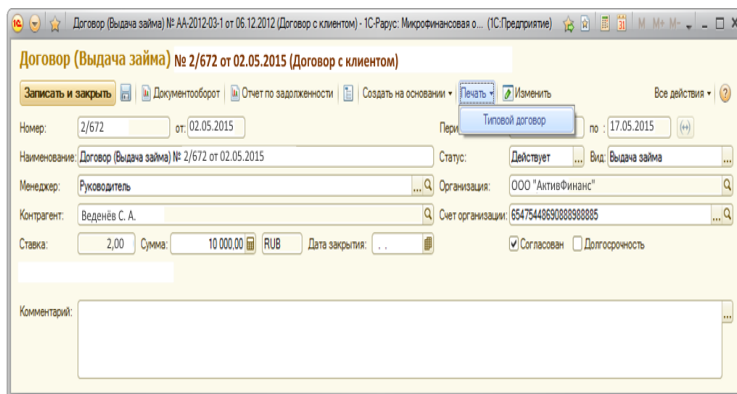 1С Договор (Выдача займа) № АА-2012-03-1 от 06.12.2012 (Договор с клиентом) - 1С-Рарус: Микрофинансовая о... (1С:Предприятие) 31 M M+ M-
Договор (Выдача займа) № 2/672 от 02.05.2015 (Договор с клиентом)
Записать и закрыть Документооборот Отчет по задолженности Создать на основании Печать Изменить Все действия ?
Типовой договор
Номер: 2/672 от: 02.05.2015 Пери по : 17.05.2015
Наименование: Договор (Выдача займа) № 2/672 от 02.05.2015 Статус: Действует ... Вид: Выдача займа ...
Менеджер: Руководитель ... Организация: ООО "АктивФинанс"
Контрагент: Веденёв С. А. Счет организации: 65475448690888988885 ...
Ставка: 2,00 Сумма: 10 000,00 RUB Дата закрытия: . . Согласован Долгосрочность
Комментарий: ...